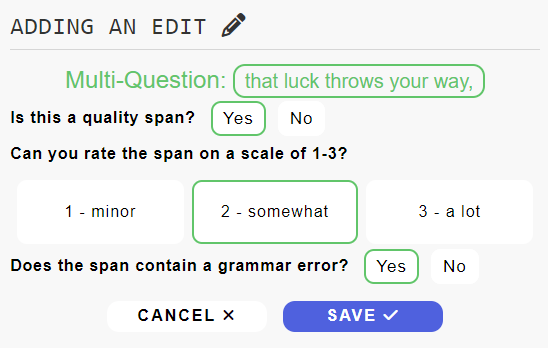 ADDING AN EDIT
Multi-Question: that luck throws your way,
Is this a quality span? Yes No
Can you rate the span on a scale of 1-3?
1 - minor 2 - somewhat 3 - a lot
Does the span contain a grammar error? Yes No
CANCEL ✕ SAVE ✓